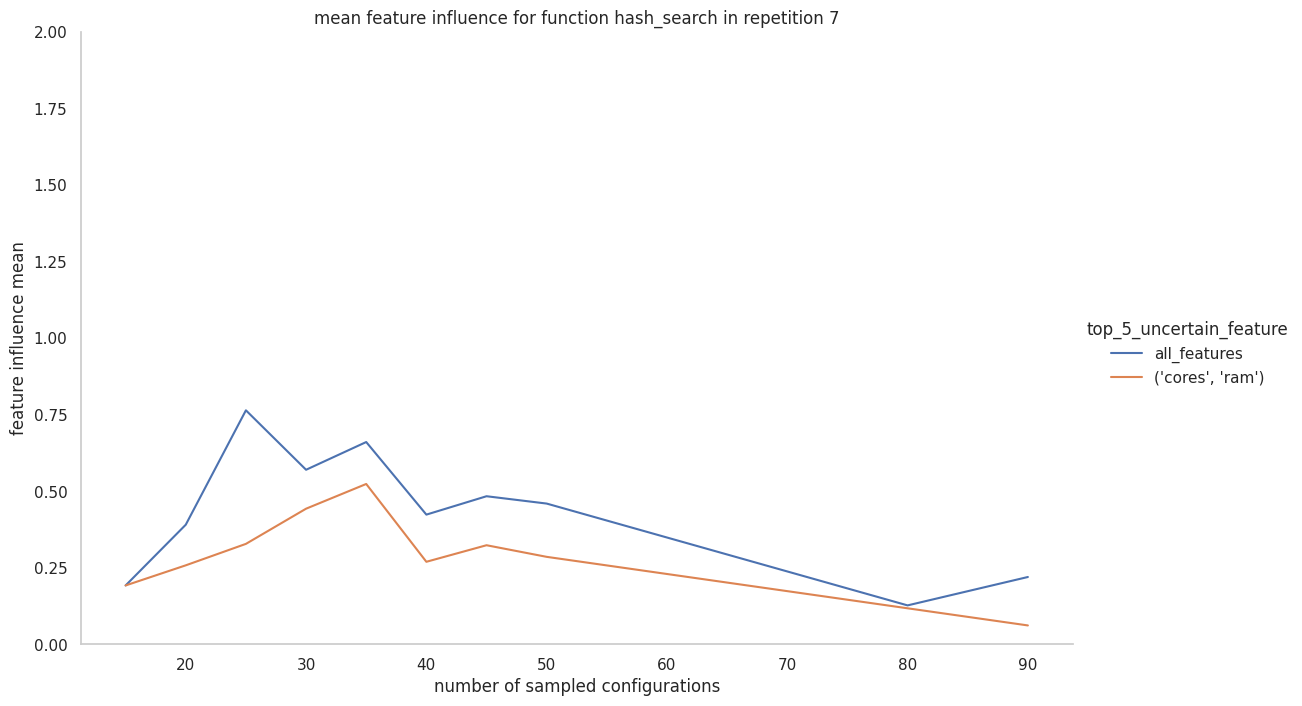 mean feature influence for function hash_search in repetition 7
2.00
1.75
1.50
1.25
1.00
0.75
0.50
0.25
0.00
feature influence mean
20 30 40 50 60 70 80 90
number of sampled configurations
top_5_uncertain_feature
all_features
('cores', 'ram')